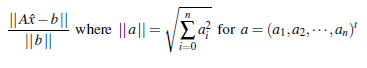 ||Ax̂−b|| / ||b|| where ||a|| = √(∑_{i=0}^{n} a_i^2) for a = (a_1,a_2,⋯,a_n)^t